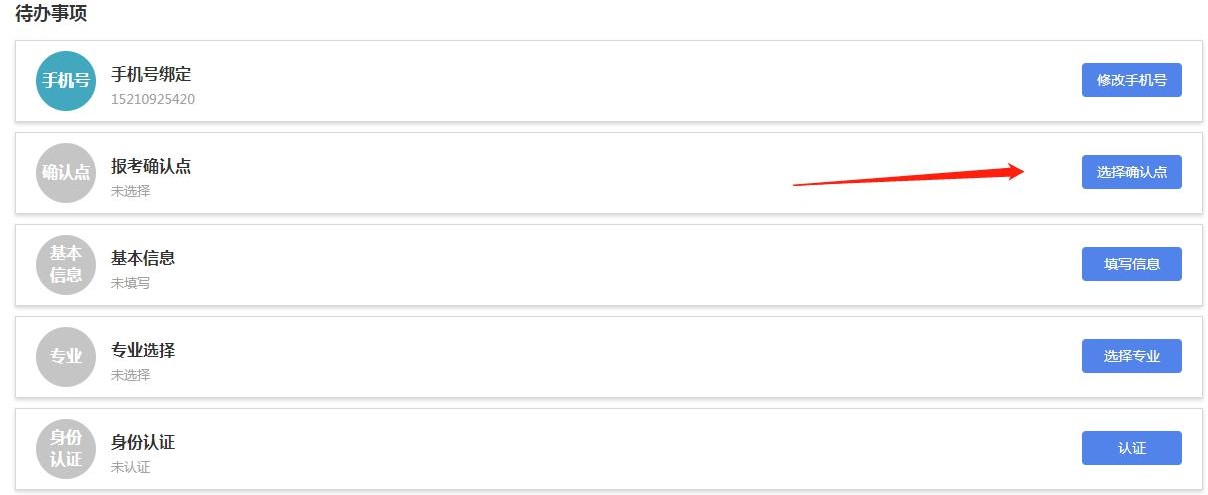 待办事项
手机号
手机号绑定
15210925420
修改手机号
确认点
报考确认点
未选择
选择确认点
基本
信息
基本信息
未填写
填写信息
专业
专业选择
未选择
选择专业
身份
认证
身份认证
未认证
认证